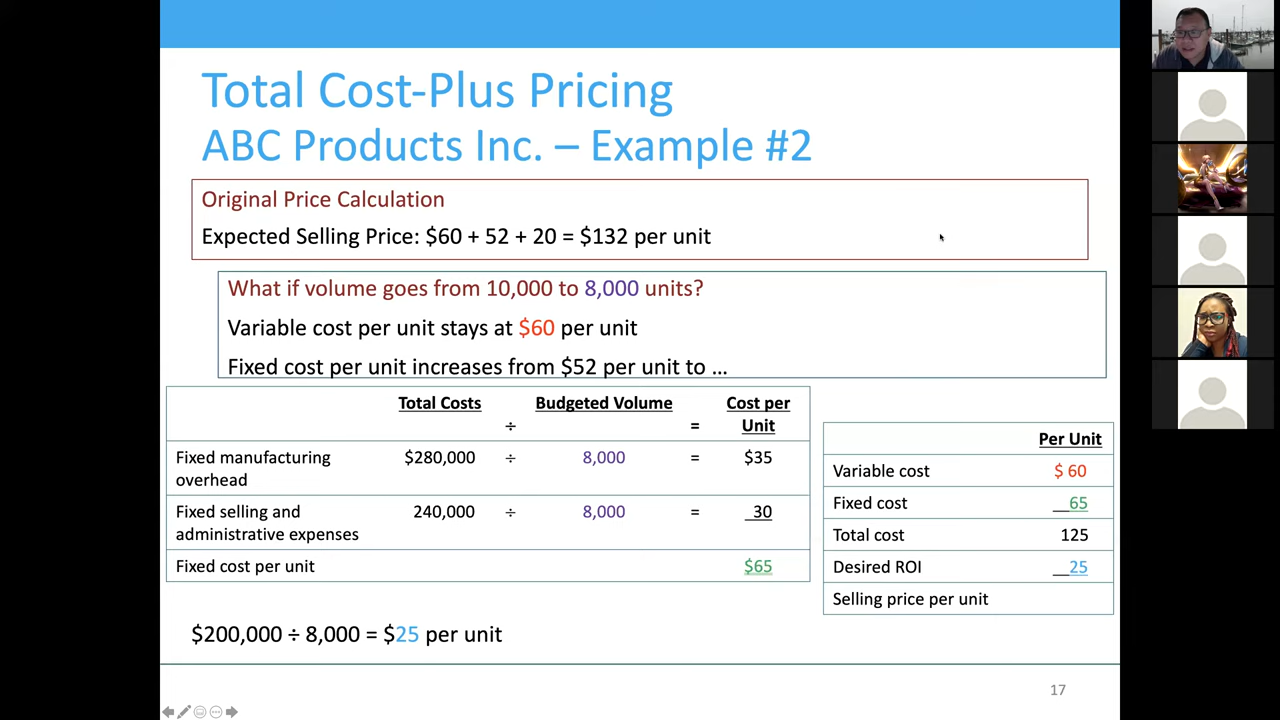 Total Cost-Plus Pricing
ABC Products Inc. – Example #2
Original Price Calculation
Expected Selling Price: $60 + 52 + 20 = $132 per unit
What if volume goes from 10,000 to 8,000 units?
Variable cost per unit stays at $60 per unit
Fixed cost per unit increases from $52 per unit to …
Total Costs ÷ Budgeted Volume = Cost per Unit
Fixed manufacturing overhead $280,000 ÷ 8,000 = $35
Fixed selling and administrative expenses 240,000 ÷ 8,000 = 30
Fixed cost per unit $65
Per Unit
Variable cost $ 60
Fixed cost 65
Total cost 125
Desired ROI 25
Selling price per unit
$200,000 ÷ 8,000 = $25 per unit
17